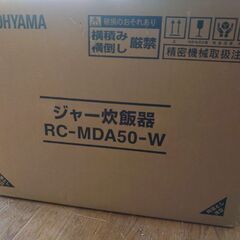 OHYAMA
破損のおそれあり
横積み
横倒し
厳禁
精密機械取扱注
ジャー炊飯器
RC-MDA50-W